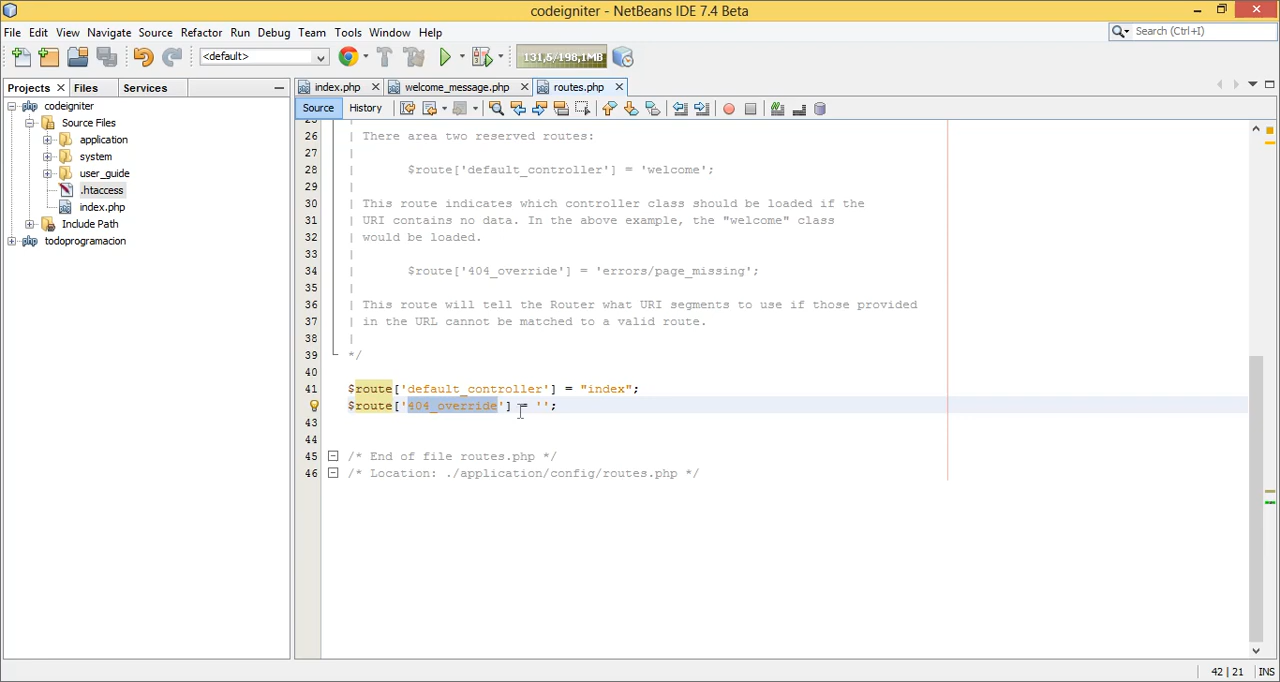 codeigniter - NetBeans IDE 7.4 Beta
File Edit View Navigate Source Refactor Run Debug Team Tools Window Help
Search (Ctrl+I)
<default>
131,5/198,1MB
Projects Files Services
index.php welcome_message.php routes.php
Source History
codeigniter
Source Files
application
system
user_guide
.htaccess
index.php
Include Path
todoprogramacion
25 |
26 | There area two reserved routes:
27 |
28 | $route['default_controller'] = 'welcome';
29 |
30 | This route indicates which controller class should be loaded if the
31 | URI contains no data. In the above example, the "welcome" class
32 | would be loaded.
33 |
34 | $route['404_override'] = 'errors/page_missing';
35 |
36 | This route will tell the Router what URI segments to use if those provided
37 | in the URL cannot be matched to a valid route.
38 |
39 */
40
41 $route['default_controller'] = "index";
$route['404_override'] = '';
43
44
45 /* End of file routes.php */
46 /* Location: ./application/config/routes.php */
42 | 21 INS